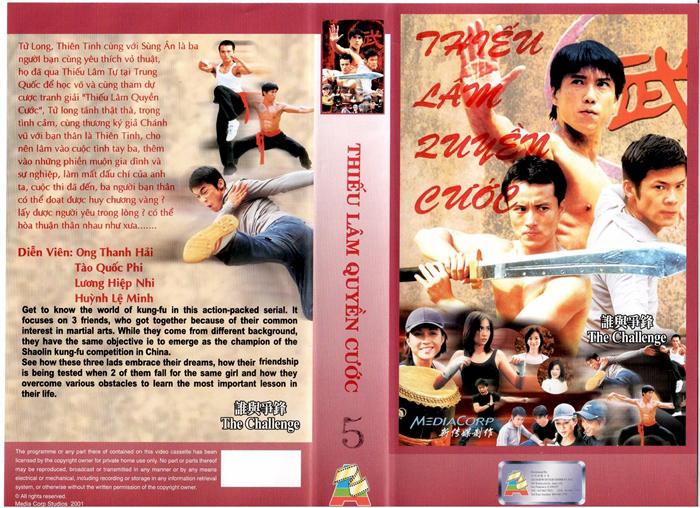 Tử Long, Thiên Tinh cùng với Sùng Ân là ba
người bạn cùng yêu thích võ thuật,
họ đã qua Thiếu Lâm Tự tại Trung
Quốc để học võ và cùng tham dự
cược tranh giải "Thiếu Lâm Quyền
Cước", Tử long tánh thật thà, trọng
tình cảm, cùng thương ký giả Chánh
vũ với bạn thân là Thiên Tinh, cho
nên lâm vào cuộc tình tay ba, thêm
vào những phiền muộn gia đình và
sự nghiệp, làm mất đấu chí của anh
ta, cuộc thi đã đến, ba người bạn thân
có thể đoạt được huy chương vàng ?
lấy được người yêu trong lòng ? có thể
hòa thuận thân nhau như xưa.......
Diễn Viên: Ong Thanh Hải
Tào Quốc Phi
Lương Hiệp Nhi
Huỳnh Lệ Minh
Get to know the world of kung-fu in this action-packed serial. It
focuses on 3 friends, who got together because of their common
interest in martial arts. While they come from different background,
they have the same objective ie to emerge as the champion of the
Shaolin kung-fu competition in China.
See how these three lads embrace their dreams, how their friendship
is being tested when 2 of them fall for the same girl and how they
overcome various obstacles to learn the most important lesson in
their life.
誰與爭鋒
The Challenge
The programme or any part there of contained on this video cassette has been
licensed by the copyright owner for private home use only. No part or parts thereof
may be reproduced, broadcast or transmitted in any manner or by any means
electrical or mechanical, including recording or storage in any information retrieval
system, or otherwise without the written permission of the copyright owner.
© All rights reserved.
Media Corp Studios 2001
武
THIẾU LÂM QUYỀN CƯỚC
5
THIẾU
LÂM
QUYỀN
CƯỚC
武
誰與爭鋒
The Challenge
MEDIACORP
新傳媒制作